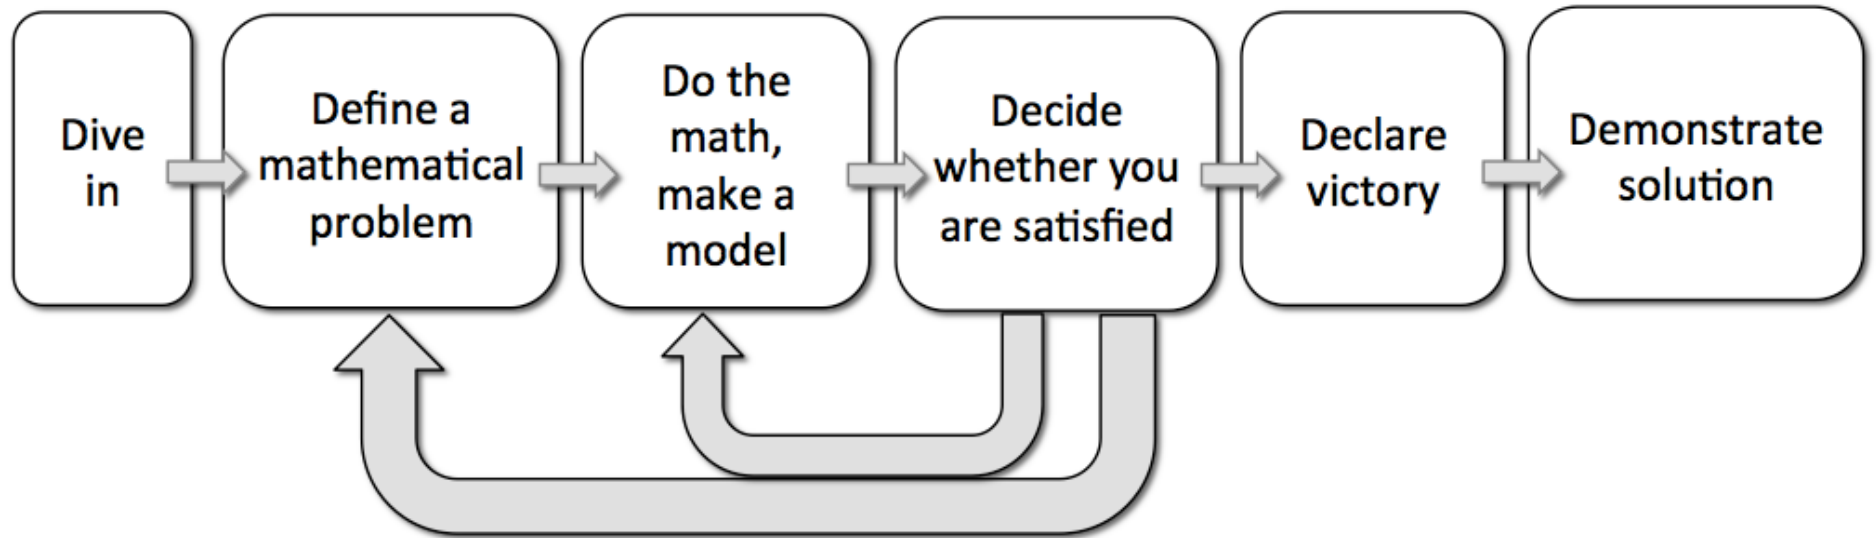 Dive
in
Define a
mathematical
problem
Do the
math,
make a
model
Decide
whether you
are satisfied
Declare
victory
Demonstrate
solution